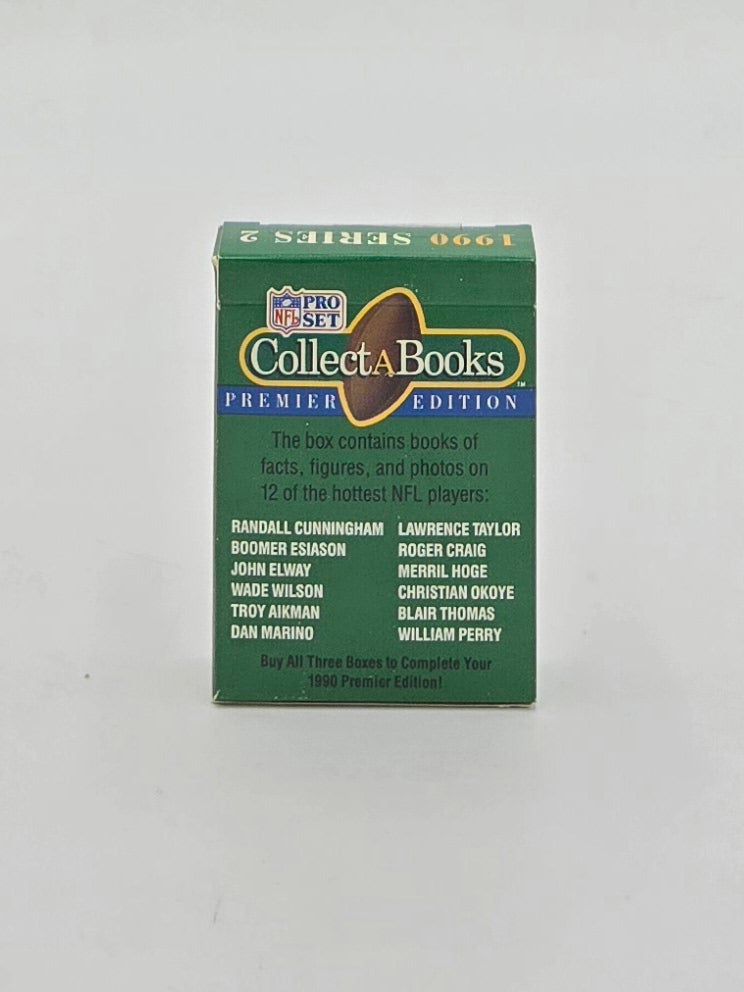 1990 SERIES 2
NFL PRO SET
CollectABooks™
PREMIER EDITION
The box contains books of
facts, figures, and photos on
12 of the hottest NFL players:
RANDALL CUNNINGHAM LAWRENCE TAYLOR
BOOMER ESIASON ROGER CRAIG
JOHN ELWAY MERRIL HOGE
WADE WILSON CHRISTIAN OKOYE
TROY AIKMAN BLAIR THOMAS
DAN MARINO WILLIAM PERRY
Buy All Three Boxes to Complete Your
1990 Premier Edition!